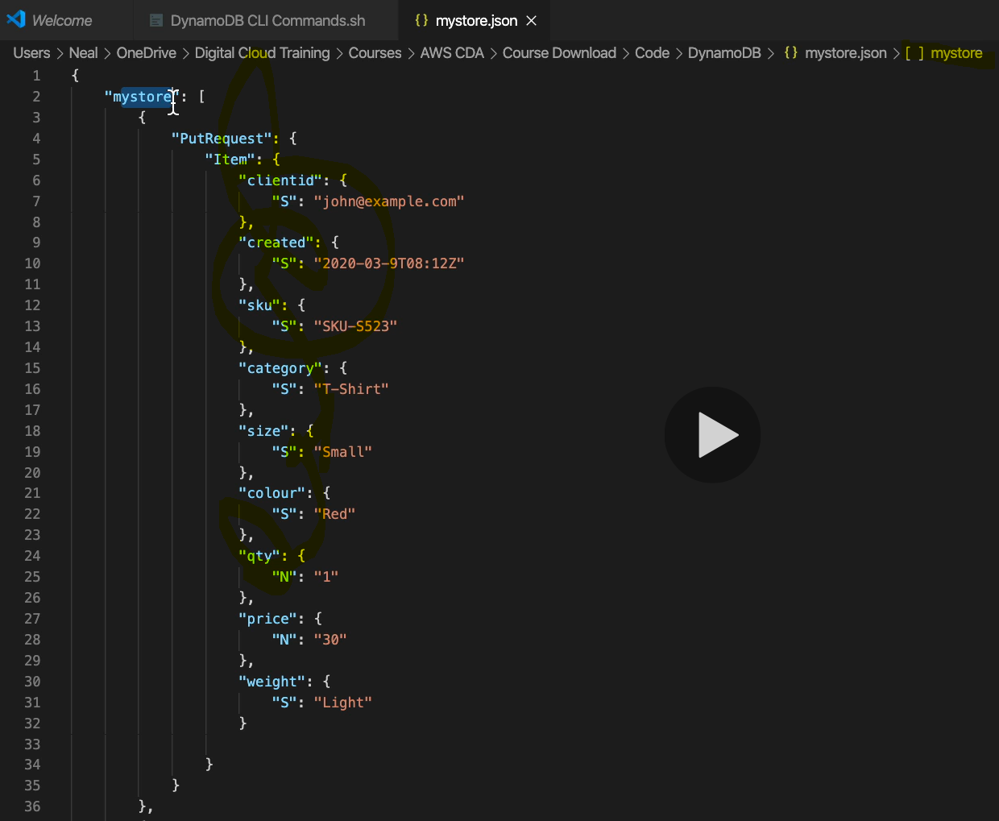 Welcome DynamoDB CLI Commands.sh {} mystore.json ×
Users > Neal > OneDrive > Digital Cloud Training > Courses > AWS CDA > Course Download > Code > DynamoDB > {} mystore.json > [ ] mystore
1 {
2 "mystore": [
3 {
4 "PutRequest": {
5 "Item": {
6 "clientid": {
7 "S": "john@example.com"
8 },
9 "created": {
10 "S": "2020-03-9T08:12Z"
11 },
12 "sku": {
13 "S": "SKU-S523"
14 },
15 "category": {
16 "S": "T-Shirt"
17 },
18 "size": {
19 "S": "Small"
20 },
21 "colour": {
22 "S": "Red"
23 },
24 "qty": {
25 "N": "1"
26 },
27 "price": {
28 "N": "30"
29 },
30 "weight": {
31 "S": "Light"
32 }
33
34 }
35 }
36 },